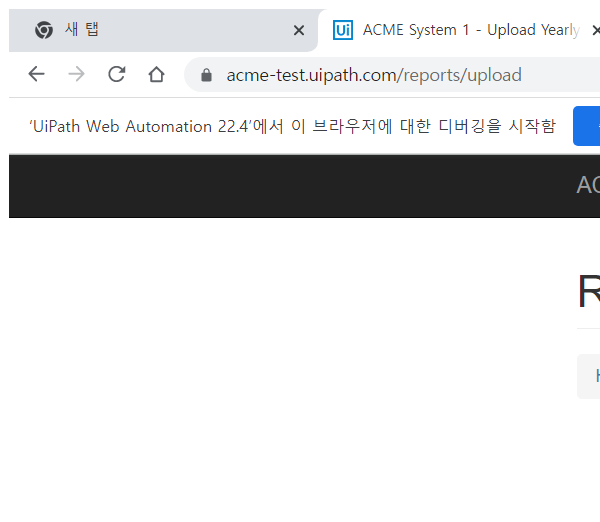 새 탭
Ui ACME System 1 - Upload Yearly
acme-test.uipath.com/reports/upload
'UiPath Web Automation 22.4'에서 이 브라우저에 대한 디버깅을 시작함
AC
R